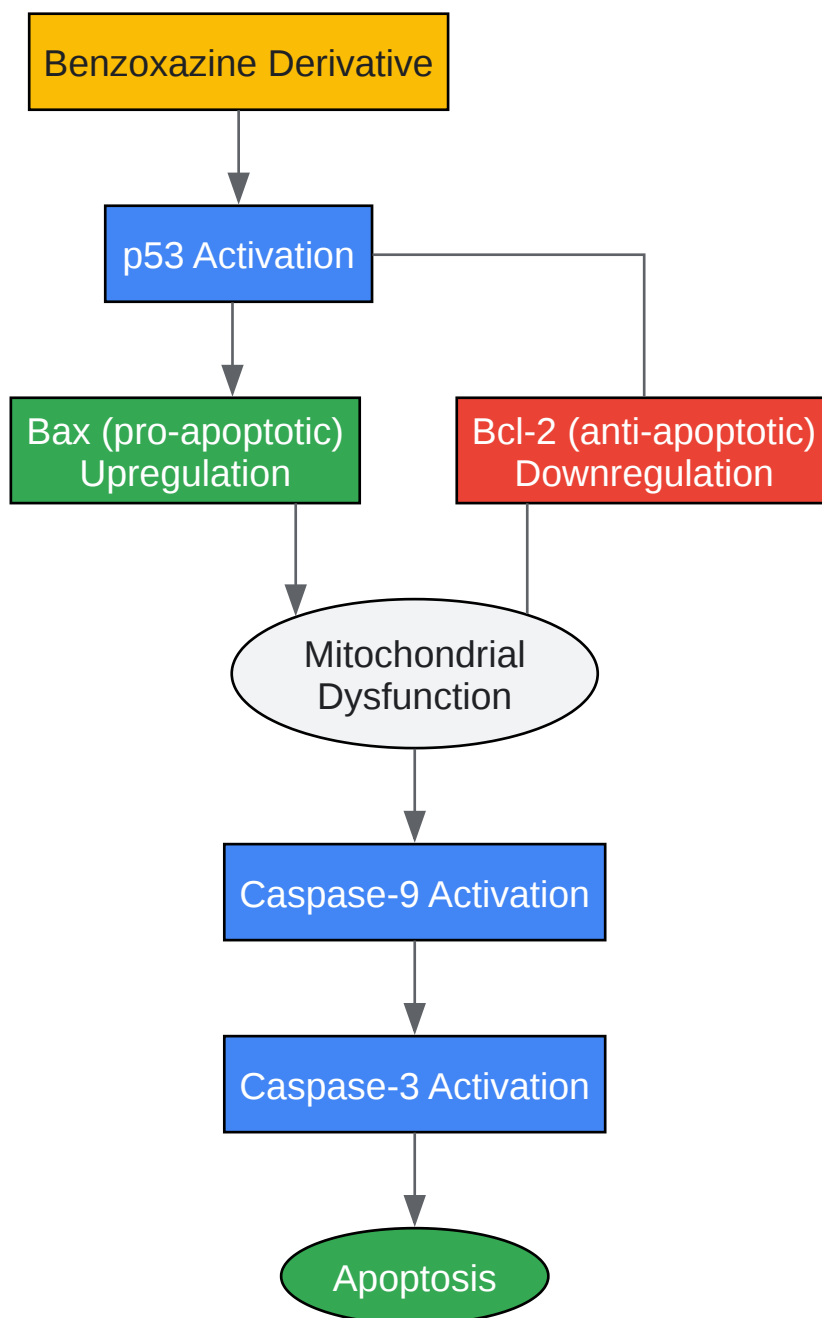 Benzoxazine Derivative
p53 Activation
Bax (pro-apoptotic)
Upregulation
Bcl-2 (anti-apoptotic)
Downregulation
Mitochondrial
Dysfunction
Caspase-9 Activation
Caspase-3 Activation
Apoptosis